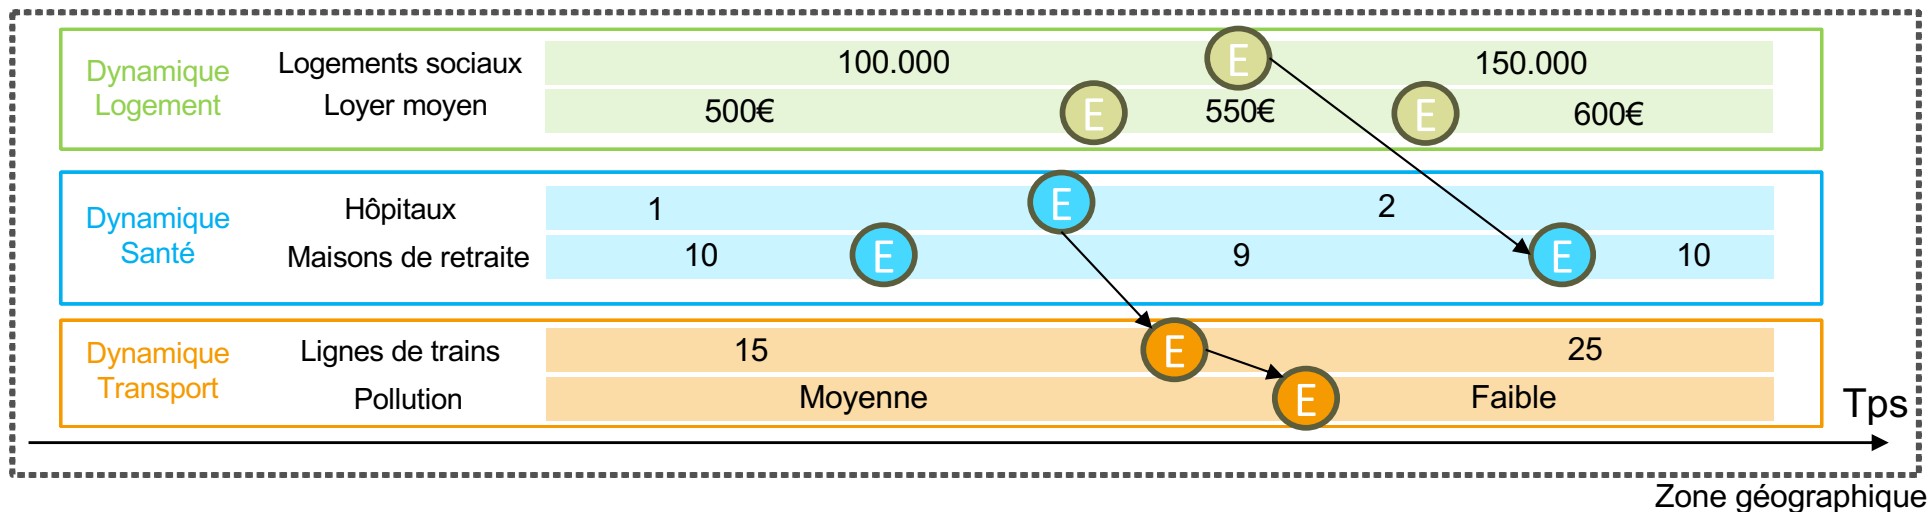 Dynamique
Logement
Logements sociaux 100.000 E 150.000
Loyer moyen 500€ E 550€ E 600€
Dynamique
Santé
Hôpitaux 1 E 2
Maisons de retraite 10 E 9 E 10
Dynamique
Transport
Lignes de trains 15 E 25
Pollution Moyenne E Faible
Tps
Zone géographique